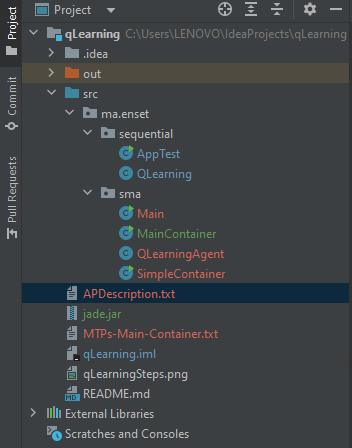 Project
qLearning C:\Users\LENOVO\IdeaProjects\qLearning
.idea
out
src
ma.enset
sequential
AppTest
QLearning
sma
Main
MainContainer
QLearningAgent
SimpleContainer
APDescription.txt
jade.jar
MTPs-Main-Container.txt
qLearning.iml
qLearningSteps.png
README.md
External Libraries
Scratches and Consoles
Project
Commit
Pull Requests